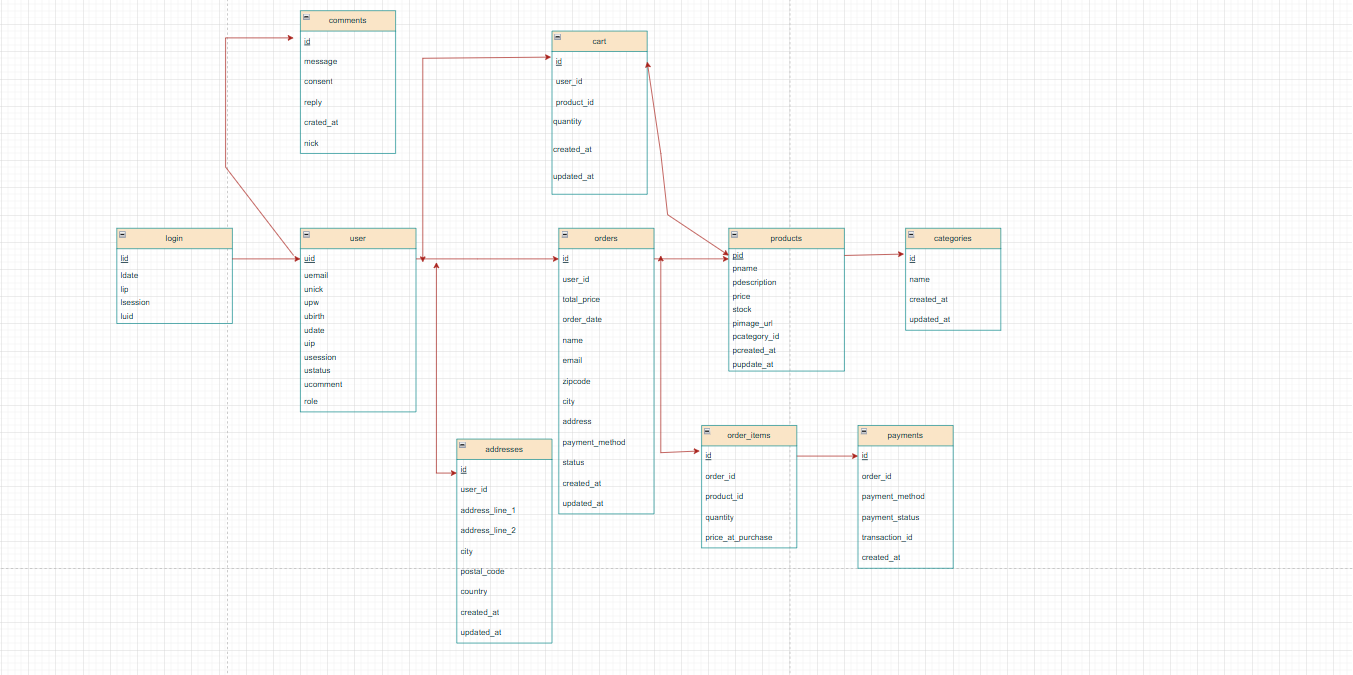 comments
id
message
consent
reply
crated_at
nick
cart
id
user_id
product_id
quantity
created_at
updated_at
login
lid
ldate
lip
lsession
luid
user
uid
uemail
unick
upw
ubirth
udate
uip
usession
ustatus
ucomment
role
orders
id
user_id
total_price
order_date
name
email
zipcode
city
address
payment_method
status
created_at
updated_at
products
pid
pname
pdescription
price
stock
pimage_url
pcategory_id
pcreated_at
pupdate_at
categories
id
name
created_at
updated_at
addresses
id
user_id
address_line_1
address_line_2
city
postal_code
country
created_at
updated_at
order_items
id
order_id
product_id
quantity
price_at_purchase
payments
id
order_id
payment_method
payment_status
transaction_id
created_at